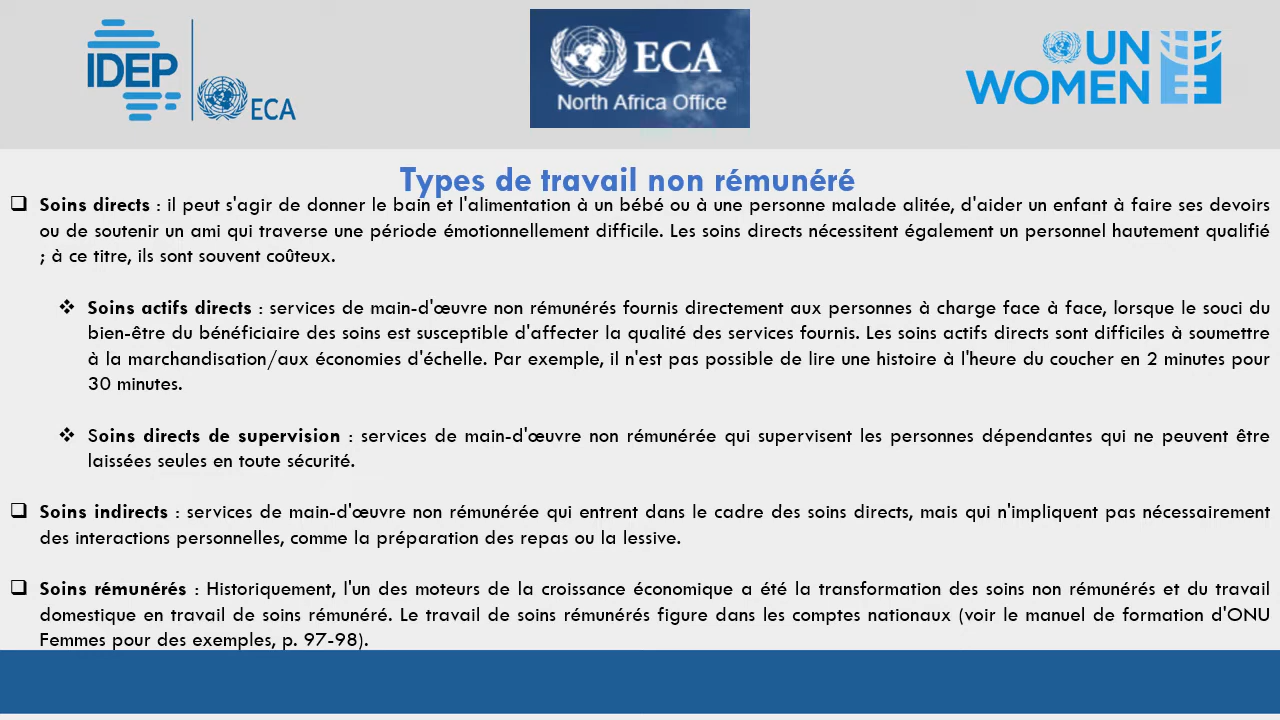 IDEP
ECA
ECA
North Africa Office
UN
WOMEN
Types de travail non rémunéré
Soins directs : il peut s'agir de donner le bain et l'alimentation à un bébé ou à une personne malade alitée, d'aider un enfant à faire ses devoirs
ou de soutenir un ami qui traverse une période émotionnellement difficile. Les soins directs nécessitent également un personnel hautement qualifié
; à ce titre, ils sont souvent coûteux.
Soins actifs directs : services de main-d'œuvre non rémunérés fournis directement aux personnes à charge face à face, lorsque le souci du
bien-être du bénéficiaire des soins est susceptible d'affecter la qualité des services fournis. Les soins actifs directs sont difficiles à soumettre
à la marchandisation/aux économies d'échelle. Par exemple, il n'est pas possible de lire une histoire à l'heure du coucher en 2 minutes pour
30 minutes.
Soins directs de supervision : services de main-d'œuvre non rémunérée qui supervisent les personnes dépendantes qui ne peuvent être
laissées seules en toute sécurité.
Soins indirects : services de main-d'œuvre non rémunérée qui entrent dans le cadre des soins directs, mais qui n'impliquent pas nécessairement
des interactions personnelles, comme la préparation des repas ou la lessive.
Soins rémunérés : Historiquement, l'un des moteurs de la croissance économique a été la transformation des soins non rémunérés et du travail
domestique en travail de soins rémunéré. Le travail de soins rémunérés figure dans les comptes nationaux (voir le manuel de formation d'ONU
Femmes pour des exemples, p. 97-98).